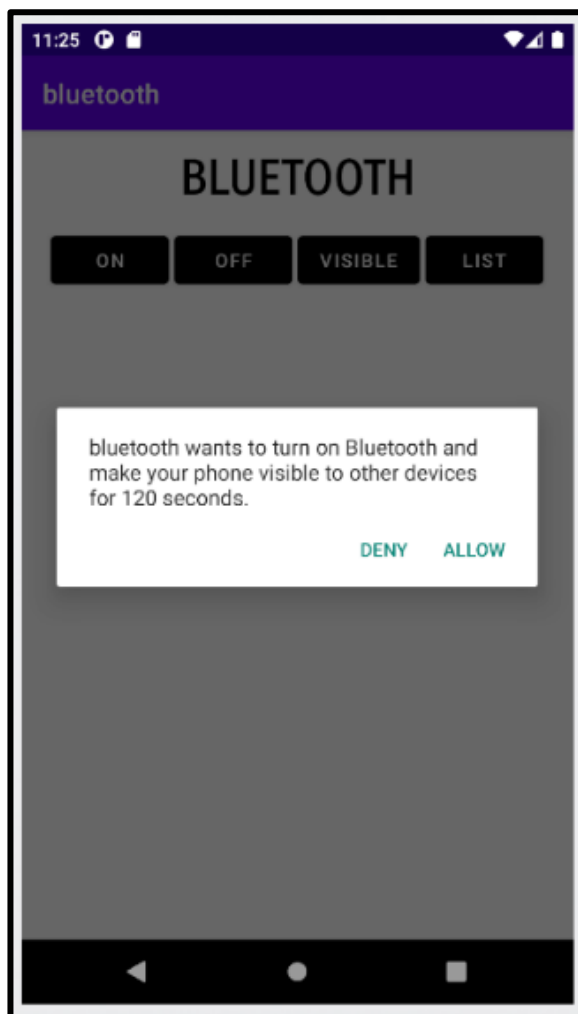 11:25
bluetooth
BLUETOOTH
ON OFF VISIBLE LIST
bluetooth wants to turn on Bluetooth and
make your phone visible to other devices
for 120 seconds.
DENY ALLOW